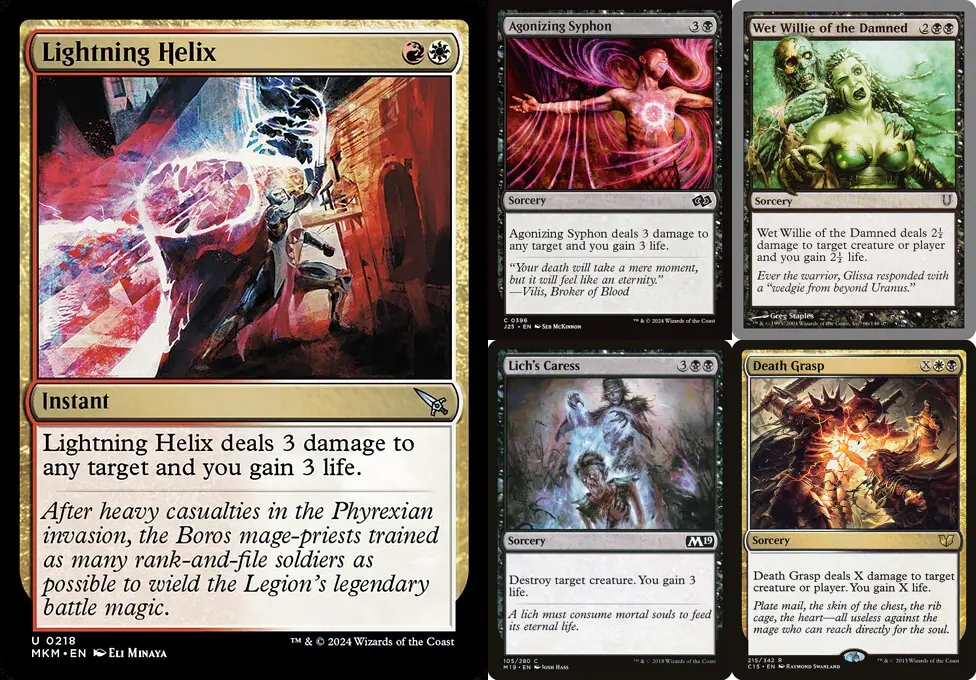 Lightning Helix
Instant
Lightning Helix deals 3 damage to
any target and you gain 3 life.
After heavy casualties in the Phyrexian
invasion, the Boros mage-priests trained
as many rank-and-file soldiers as
possible to wield the Legion's legendary
battle magic.
U 0218
MKM • EN Eli Minaya
™ & © 2024 Wizards of the Coast
Agonizing Syphon 3
Sorcery
Agonizing Syphon deals 3 damage to
any target and you gain 3 life.
"Your death will take a mere moment,
but it will feel like an eternity."
—Vilis, Broker of Blood
C 0396
J25 • EN Seb McKinnon
™ & © 2024 Wizards of the Coast
Wet Willie of the Damned 2
Sorcery
Wet Willie of the Damned deals 2½
damage to target creature or player
and you gain 2½ life.
Ever the warrior, Glissa responded with
a "wedgie from beyond Uranus."
Greg Staples
Lich's Caress 3
Sorcery M19
Destroy target creature. You gain 3
life.
A lich must consume mortal souls to feed
its eternal life.
105/280 C
M19 • EN Josh Hass
™ & © 2018 Wizards of the Coast
Death Grasp X
Sorcery
Death Grasp deals X damage to target
creature or player. You gain X life.
Plate mail, the skin of the chest, the rib
cage, the heart—all useless against the
mage who can reach directly for the soul.
215/342 R
C15 • EN Raymond Swanland
™ & © 2015 Wizards of the Coast